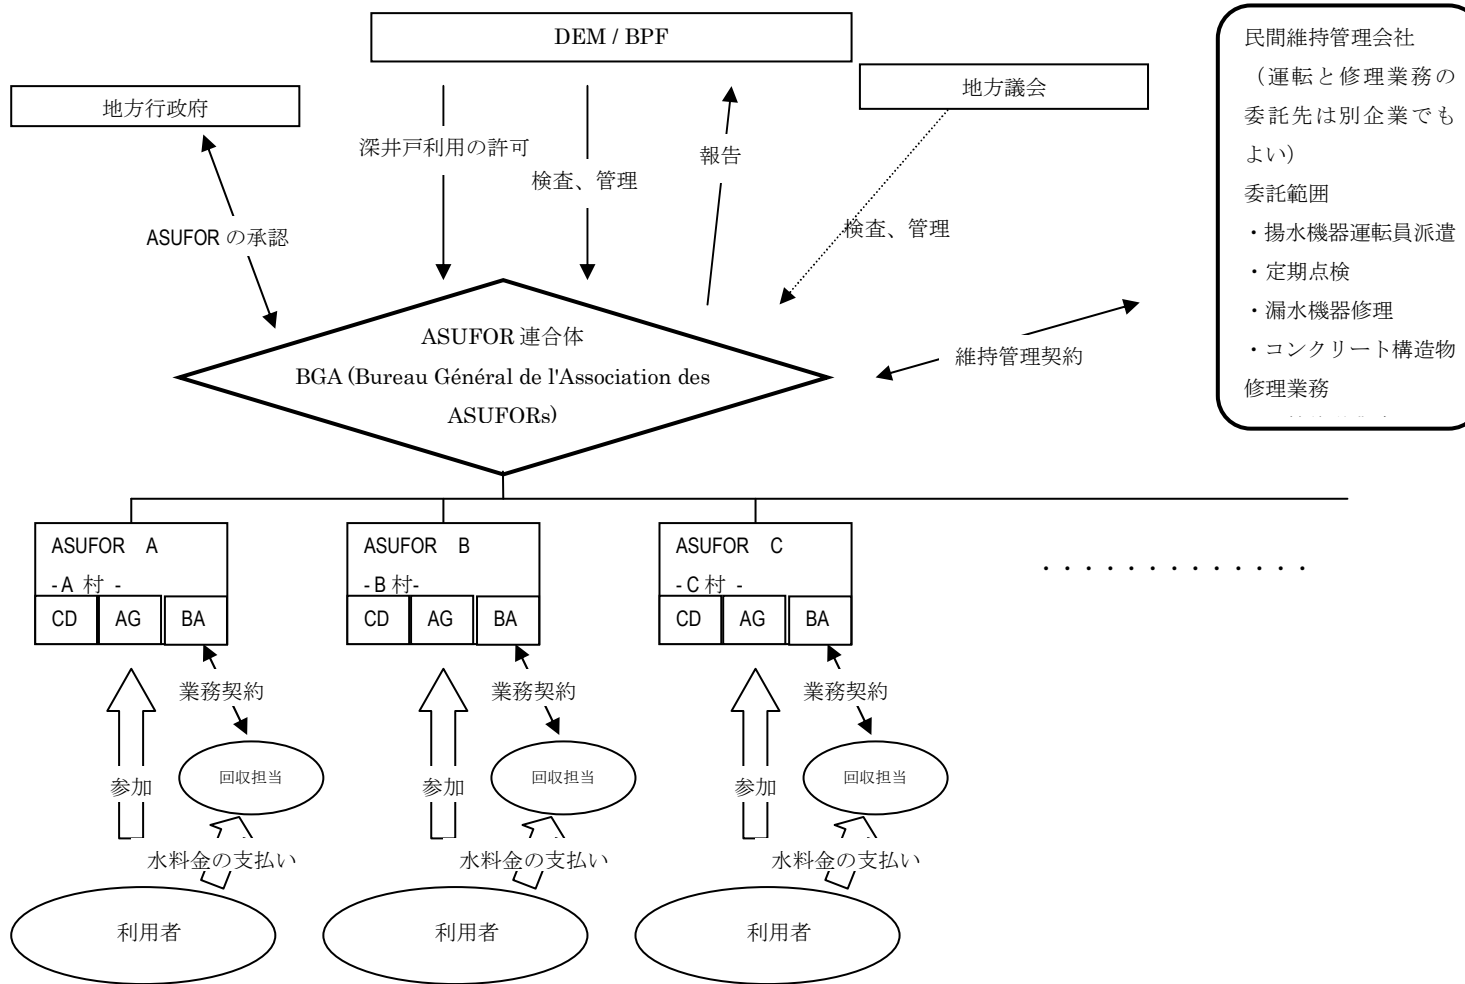 DEM / BPF
地方行政府
地方議会
深井戸利用の許可
検査、管理
報告
検査、管理
ASUFOR の承認
民間維持管理会社
（運転と修理業務の
委託先は別企業でも
よい）
委託範囲
・揚水機器運転員派遣
・定期点検
・漏水機器修理
・コンクリート構造物
修理業務
ASUFOR 連合体
BGA (Bureau Général de l'Association des
ASUFORs)
維持管理契約
ASUFOR A
- A 村 -
CD AG BA
ASUFOR B
- B 村-
CD AG BA
ASUFOR C
- C 村 -
CD AG BA
・・・・・・・・・・・・・
業務契約
業務契約
業務契約
参加
回収担当
参加
回収担当
参加
回収担当
水料金の支払い
水料金の支払い
水料金の支払い
利用者
利用者
利用者